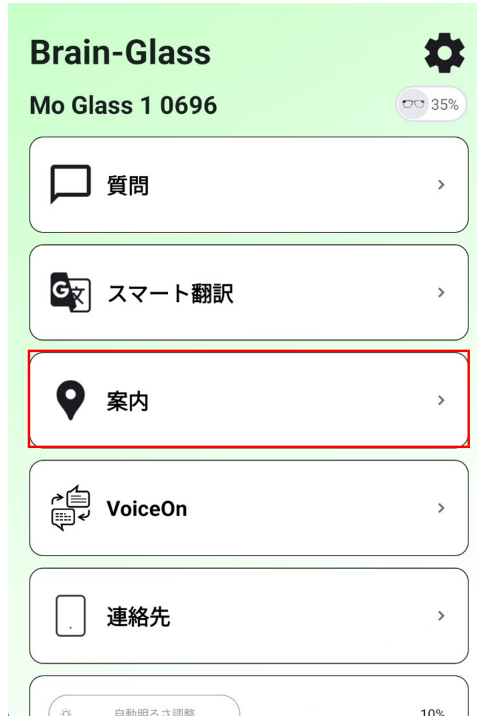 Brain-Glass
Mo Glass 1 0696
35%
質問
スマート翻訳
案内
VoiceOn
連絡先
自動明るさ調整
10%